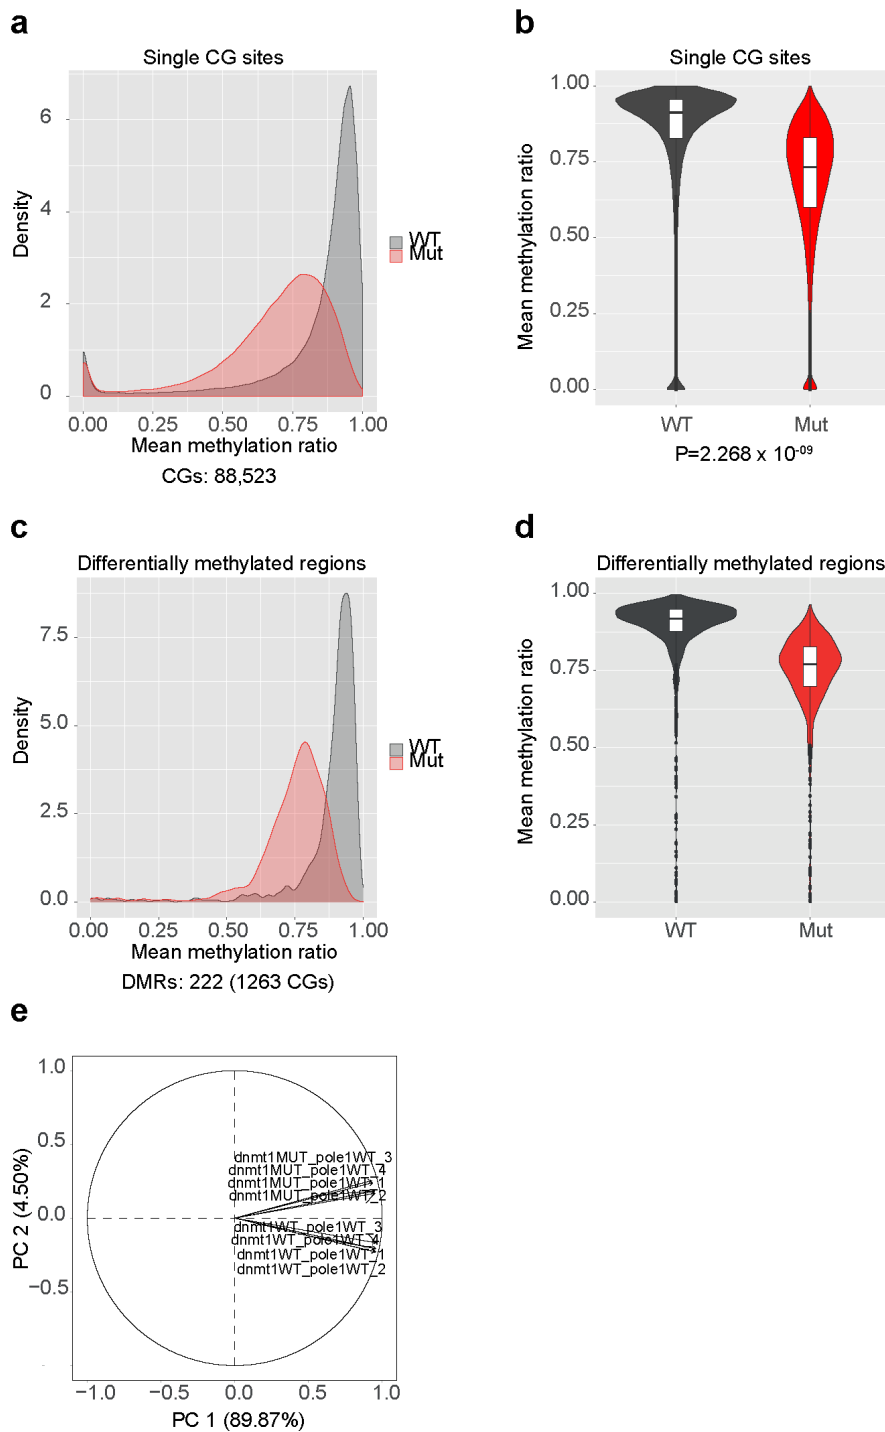 a
Single CG sites
6
4
2
0
Density
WT
Mut
0.00 0.25 0.50 0.75 1.00
Mean methylation ratio
CGs: 88,523
b
Single CG sites
1.00
0.75
0.50
0.25
0.00
Mean methylation ratio
WT Mut
P=2.268 x 10-09
c
Differentially methylated regions
7.5
5.0
2.5
0.0
Density
WT
Mut
0.00 0.25 0.50 0.75 1.00
Mean methylation ratio
DMRs: 222 (1263 CGs)
d
Differentially methylated regions
1.00
0.75
0.50
0.25
0.00
Mean methylation ratio
WT Mut
e
1.0
0.5
0.0
−0.5
PC 2 (4.50%)
dnmt1MUT_pole1WT_3
dnmt1MUT_pole1WT_4
dnmt1MUT_pole1WT_1
dnmt1MUT_pole1WT_2
dnmt1WT_pole1WT_3
dnmt1WT_pole1WT_4
dnmt1WT_pole1WT_1
dnmt1WT_pole1WT_2
−1.0 −0.5 0.0 0.5 1.0
PC 1 (89.87%)